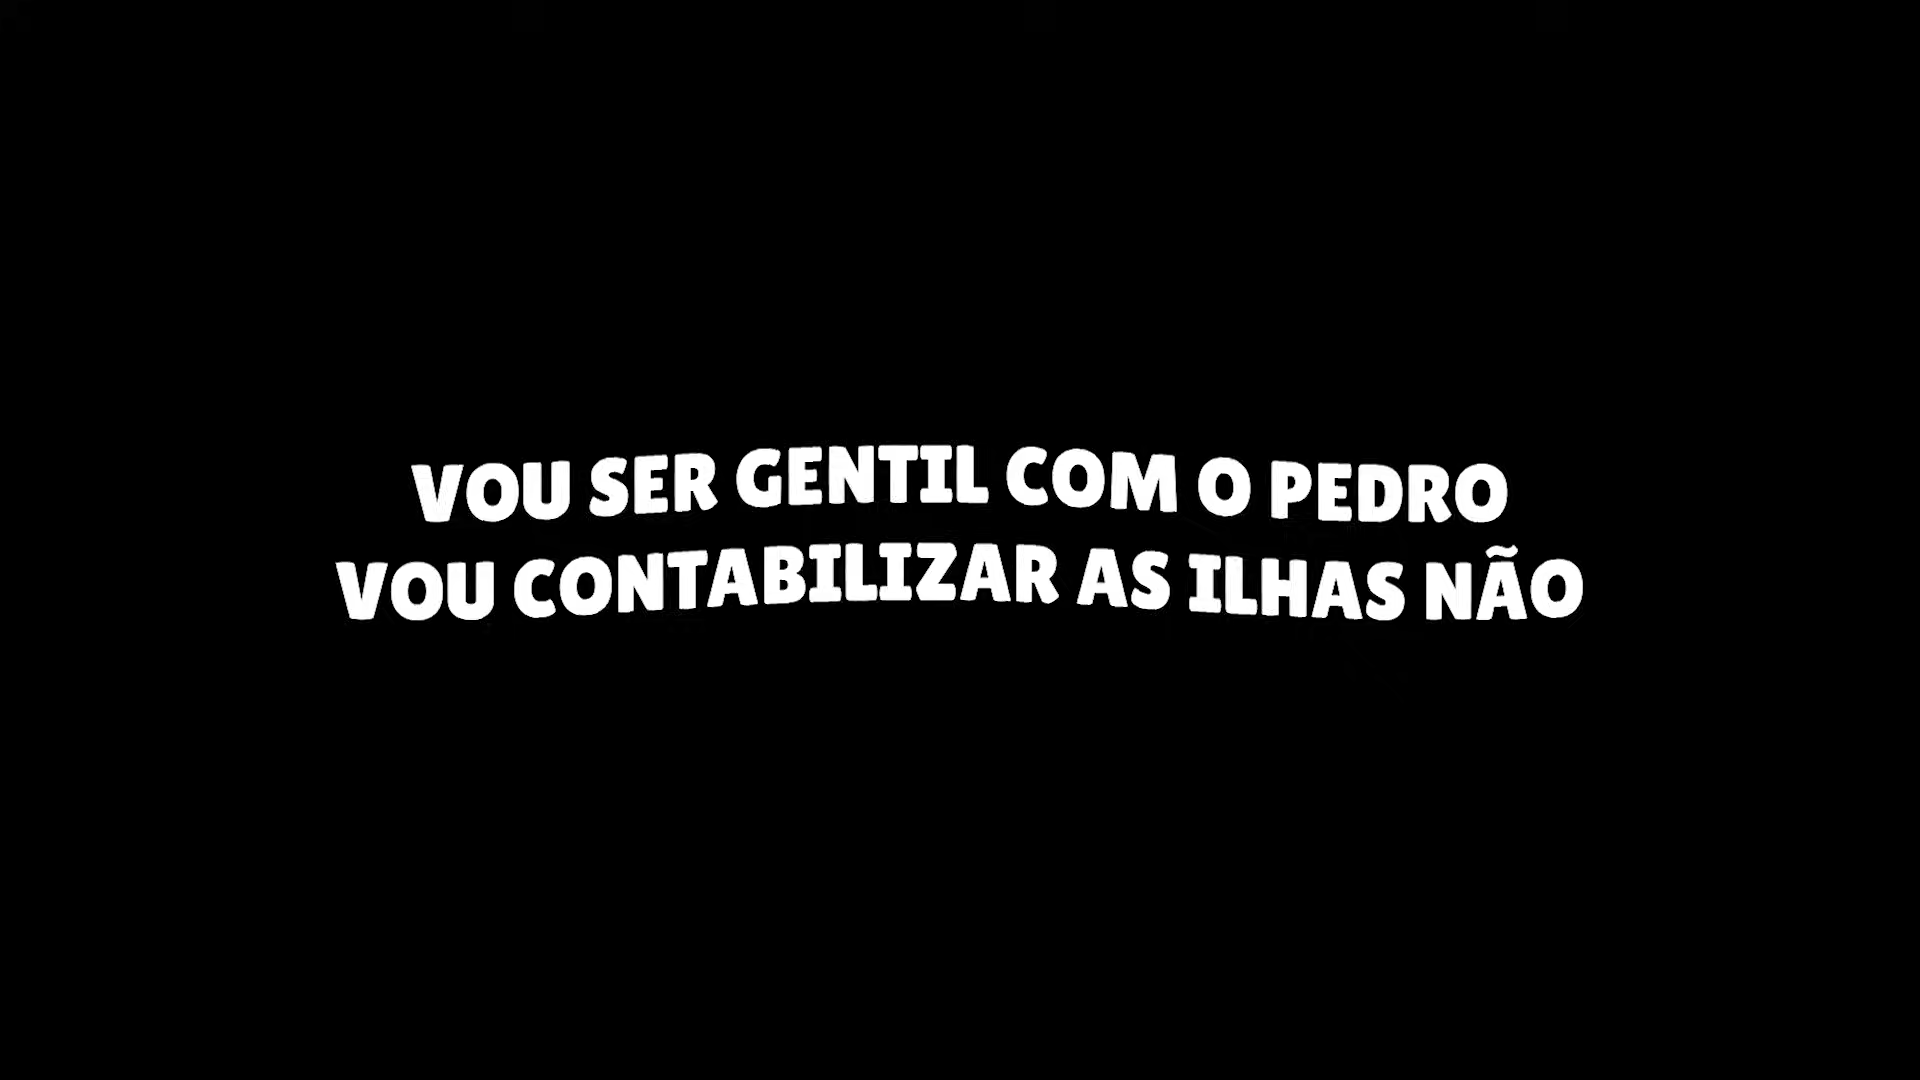 VOU SER GENTIL COM O PEDRO
VOU CONTABILIZAR AS ILHAS NÃO